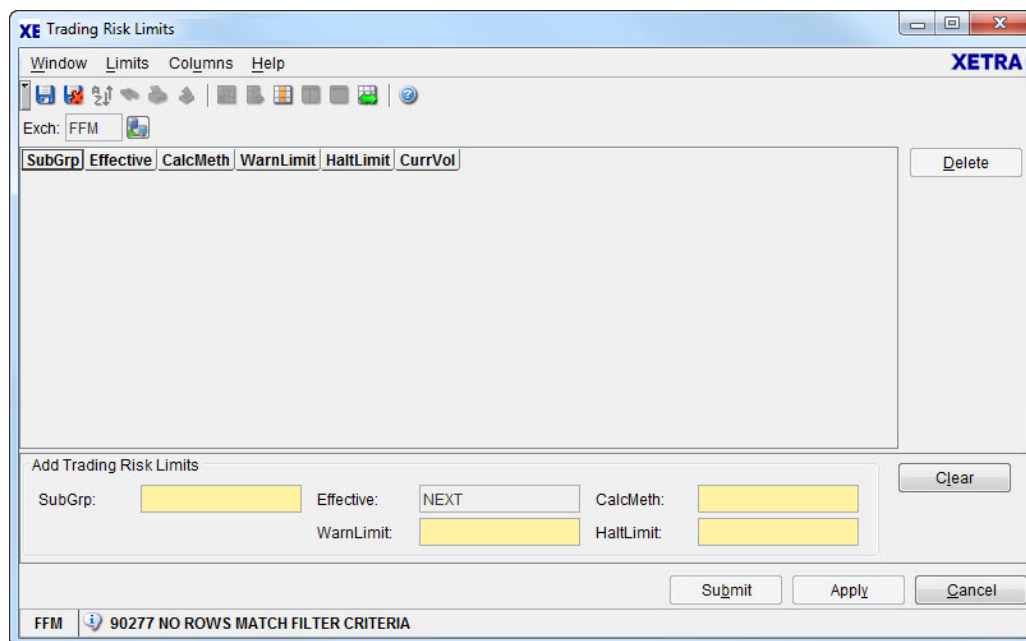 XE Trading Risk Limits
Window Limits Columns Help XETRA
Exch: FFM
SubGrp Effective CalcMeth WarnLimit HaltLimit CurrVol
Delete
Add Trading Risk Limits
Clear
SubGrp: Effective: NEXT CalcMeth:
WarnLimit: HaltLimit:
Submit Apply Cancel
FFM 90277 NO ROWS MATCH FILTER CRITERIA